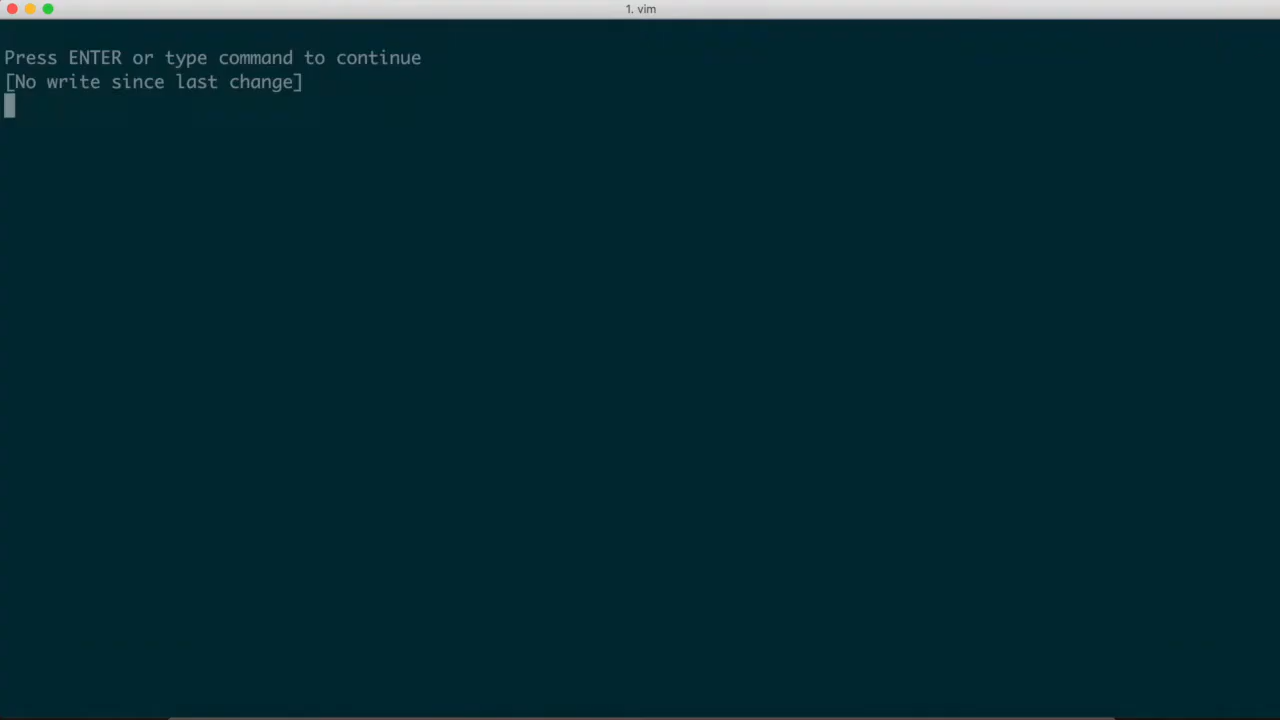 1. vim
Press ENTER or type command to continue
[No write since last change]